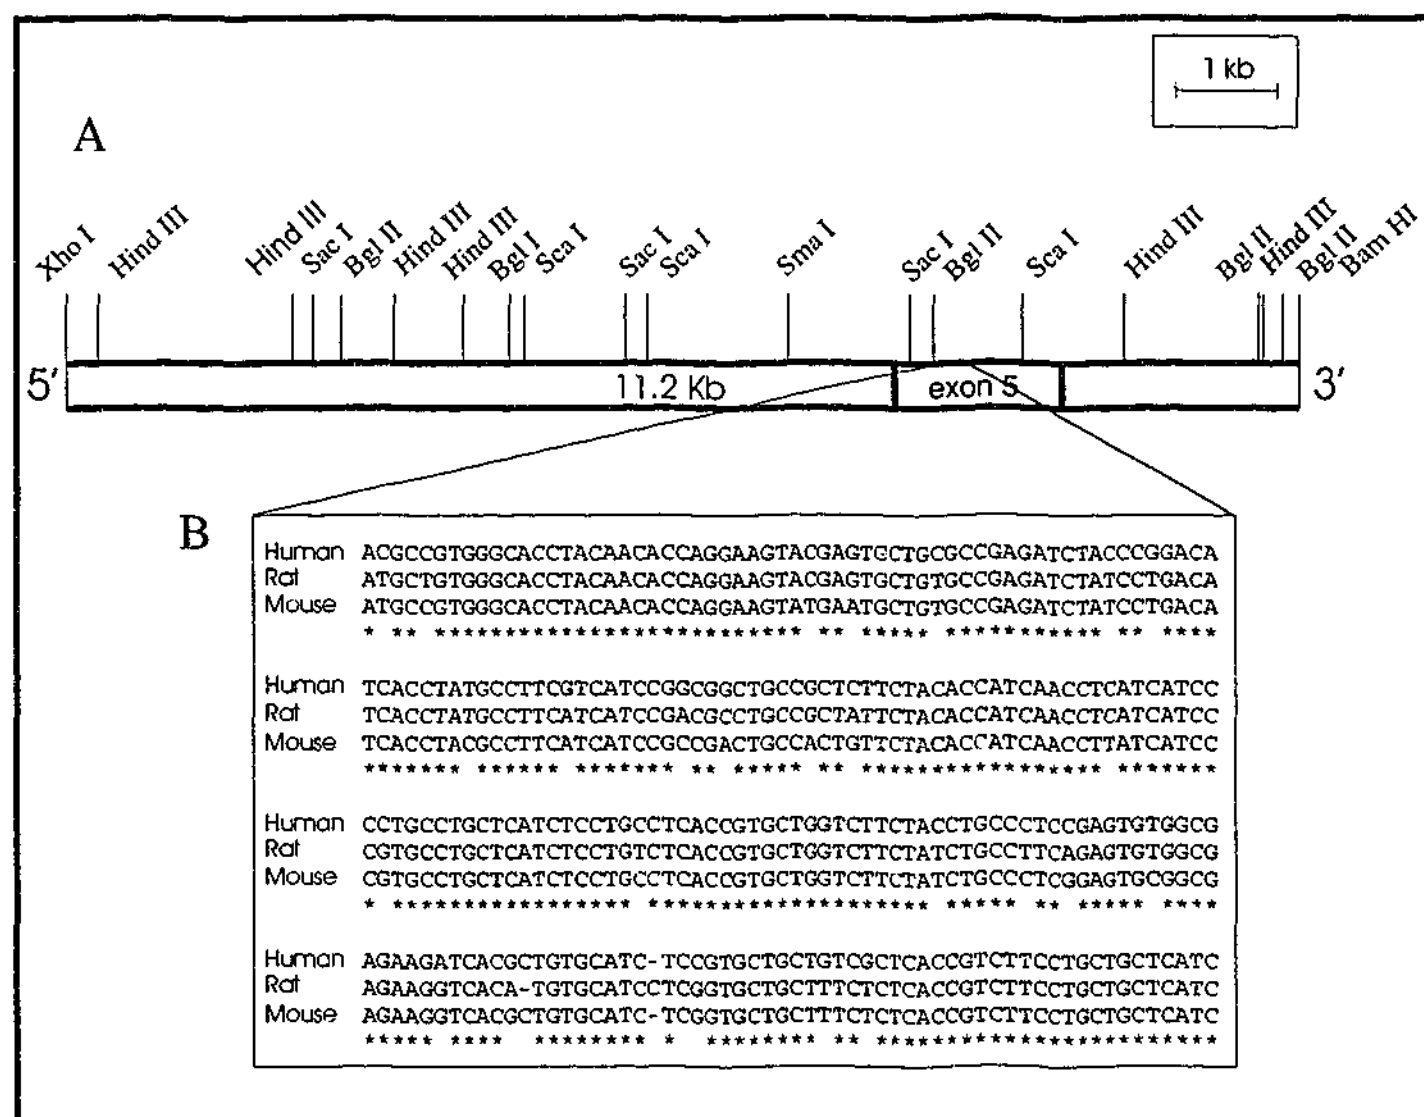 1 kb
A
Xho I
Hind III
Hind III
Sac I
Bgl II
Hind III
Hind III
Bgl I
Sca I
Sac I
Sca I
Sma I
Sac I
Bgl II
Sca I
Hind III
Bgl II
Hind III
Bgl II
Bam HI
5' 11.2 Kb exon 5 3'
B
Human ACGCCGTGGGCACCTACAACACCAGGAAGTACGAGTGCTGCGCCGAGATCTACCCGGACA
Rat ATGCTGTGGGCACCTACAACACCAGGAAGTACGAGTGCTGTGCCGAGATCTATCCTGACA
Mouse ATGCCGTGGGCACCTACAACACCAGGAAGTATGAATGCTGTGCCGAGATCTATCCTGACA
* ** *************************** ** ***** *********** ** ****
Human TCACCTATGCCTTCGTCATCCGGCGGCTGCCGCTCTTCTACACCATCAACCTCATCATCC
Rat TCACCTATGCCTTCATCATCCGACGCCTGCCGCTATTCTACACCATCAACCTCATCATCC
Mouse TCACCTACGCCTTCATCATCCGCCGACTGCCACTGTTCTACACCATCAACCTTATCATCC
******* ****** ******* ** ***** ** ***************** *******
Human CCTGCCTGCTCATCTCCTGCCTCACCGTGCTGGTCTTCTACCTGCCCTCCGAGTGTGGCG
Rat CGTGCCTGCTCATCTCCTGTCTCACCGTGCTGGTCTTCTATCTGCCTTCAGAGTGTGGCG
Mouse CGTGCCTGCTCATCTCCTGCCTCACCGTGCTGGTCTTCTATCTGCCCTCGGAGTGCGGCG
* ***************** ******************** ***** ** ***** ****
Human AGAAGATCACGCTGTGCATC-TCCGTGCTGCTGTCGCTCACCGTCTTCCTGCTGCTCATC
Rat AGAAGGTCACA-TGTGCATCCTCGGTGCTGCTTTCTCTCACCGTCTTCCTGCTGCTCATC
Mouse AGAAGGTCACGCTGTGCATC-TCGGTGCTGCTTTCTCTCACCGTCTTCCTGCTGCTCATC
***** **** ******** * ******** ** ************************